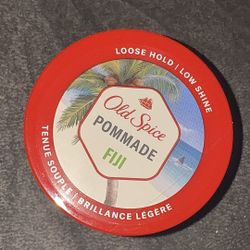 LOOSE HOLD | LOW SHINE
Old Spice
POMMADE
FIJI
TENUE SOUPLE | BRILLANCE LÉGÈRE